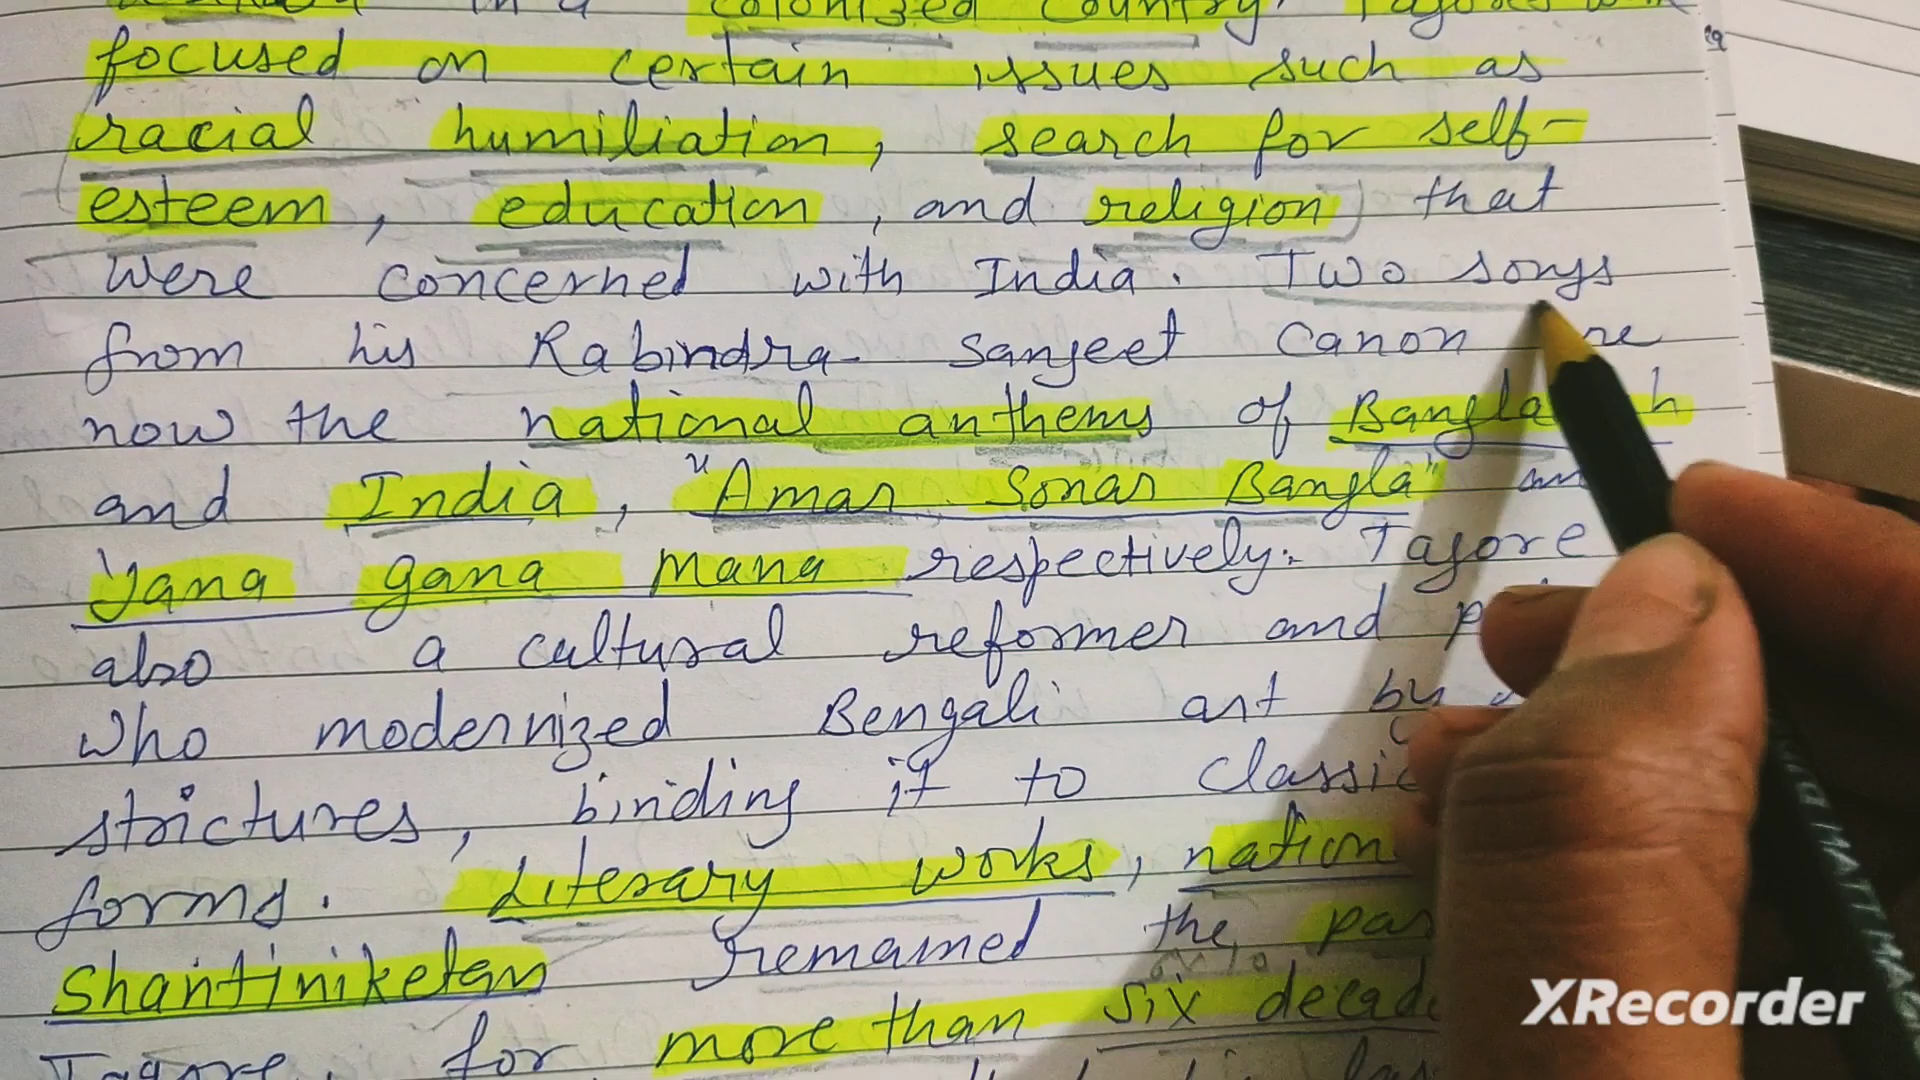 in a colonized country.
focused on certain issues such as
racial humiliation, search for self-
esteem, education, and religion that
were concerned with India. Two songs
from his Rabindra- sangeet canon
now the national anthems of
and India, "Amar Sonar Bangla"
Jana gana mana respectively. Tagore
also a cultural reformer and
who modernized Bengali art by
strictures, binding it to
forms. Literary works,
Shantiniketan remained the
Tagore, for more than six
XRecorder